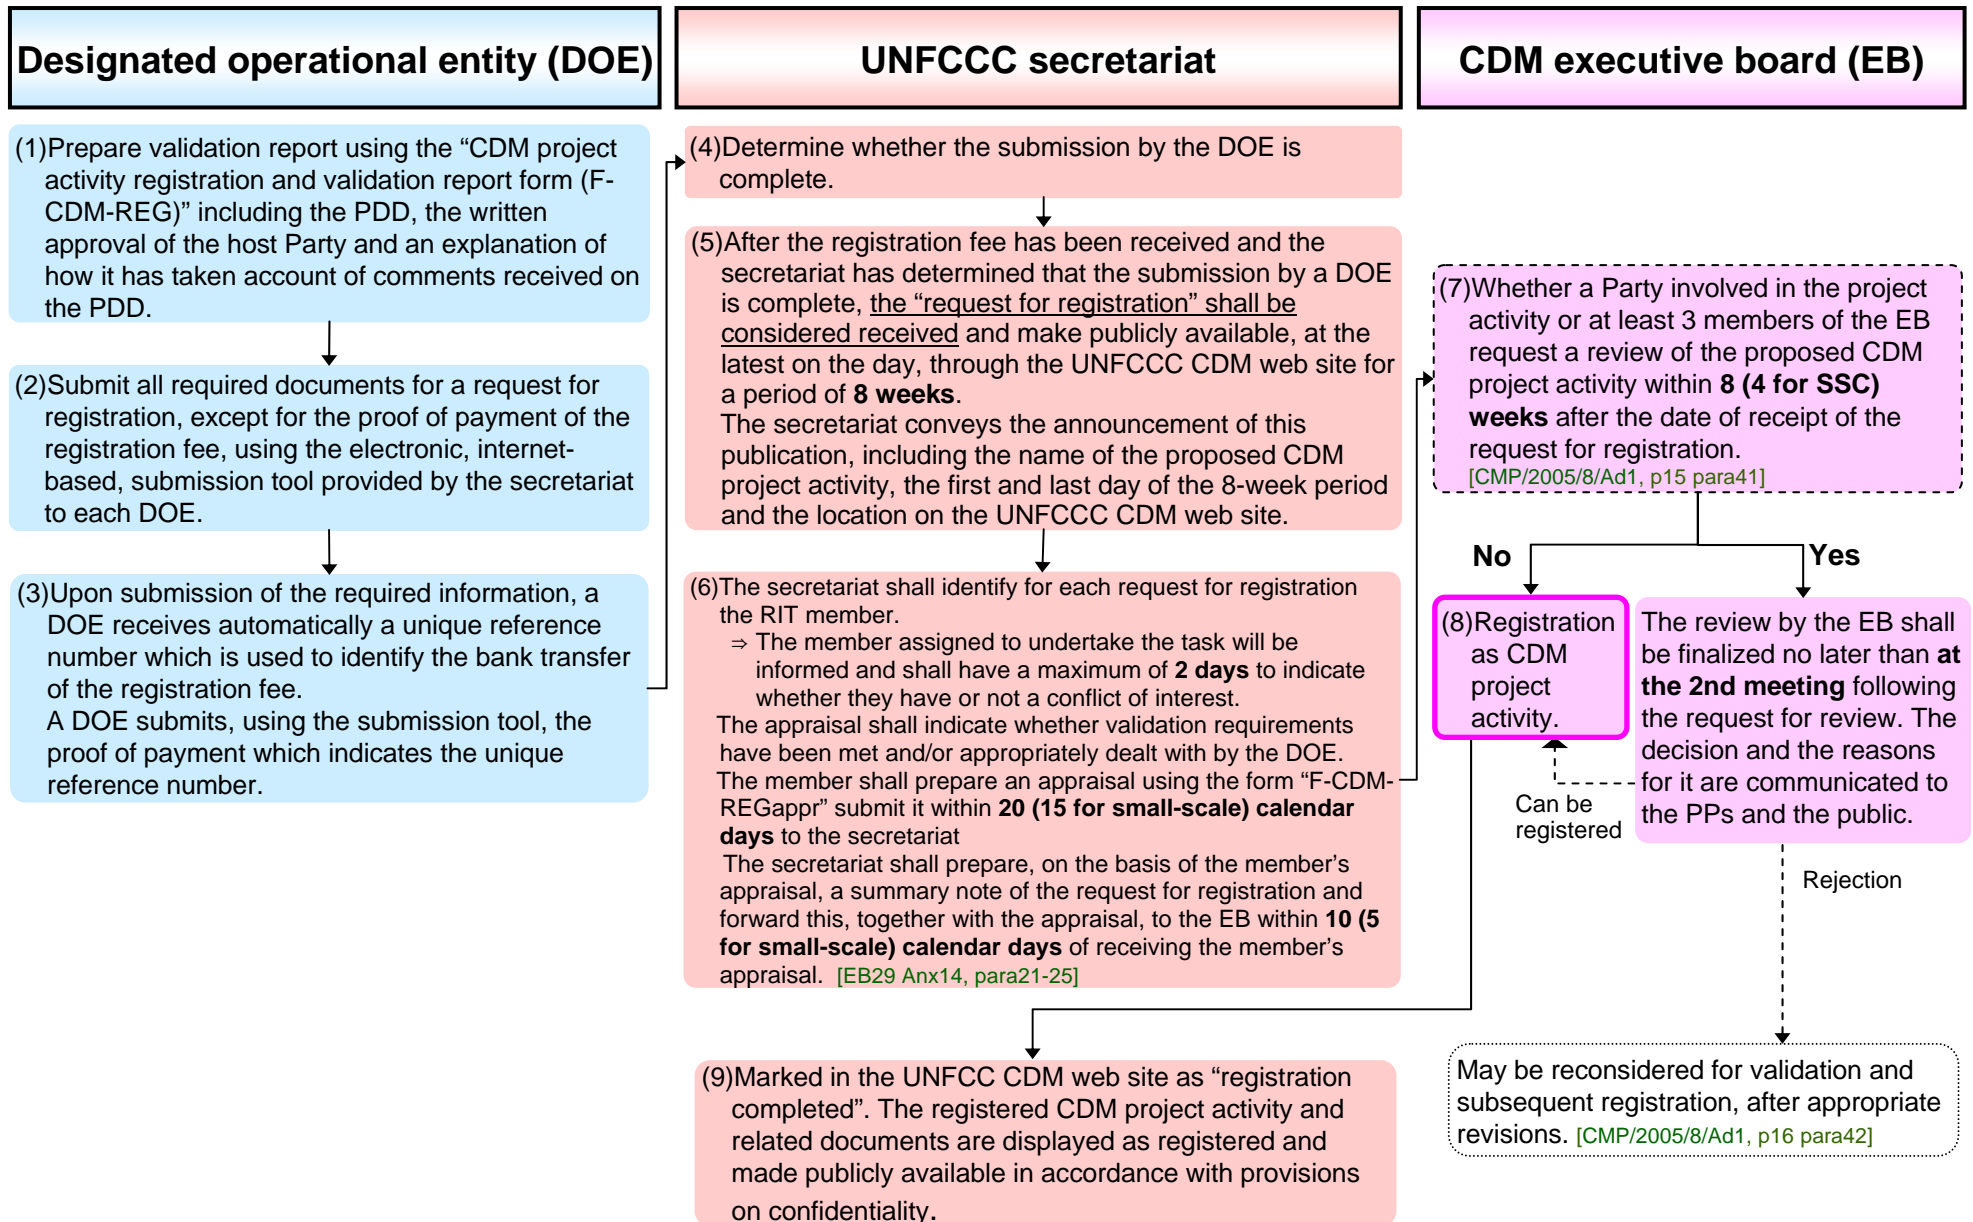 Designated operational entity (DOE)
UNFCCC secretariat
CDM executive board (EB)
(1)Prepare validation report using the “CDM project
activity registration and validation report form (F-
CDM-REG)” including the PDD, the written
approval of the host Party and an explanation of
how it has taken account of comments received on
the PDD.
(2)Submit all required documents for a request for
registration, except for the proof of payment of the
registration fee, using the electronic, internet-
based, submission tool provided by the secretariat
to each DOE.
(3)Upon submission of the required information, a
DOE receives automatically a unique reference
number which is used to identify the bank transfer
of the registration fee.
A DOE submits, using the submission tool, the
proof of payment which indicates the unique
reference number.
(4)Determine whether the submission by the DOE is
complete.
(5)After the registration fee has been received and the
secretariat has determined that the submission by a DOE
is complete, the “request for registration” shall be
considered received and make publicly available, at the
latest on the day, through the UNFCCC CDM web site for
a period of 8 weeks.
The secretariat conveys the announcement of this
publication, including the name of the proposed CDM
project activity, the first and last day of the 8-week period
and the location on the UNFCCC CDM web site.
(6)The secretariat shall identify for each request for registration
the RIT member.
⇒ The member assigned to undertake the task will be
informed and shall have a maximum of 2 days to indicate
whether they have or not a conflict of interest.
The appraisal shall indicate whether validation requirements
have been met and/or appropriately dealt with by the DOE.
The member shall prepare an appraisal using the form “F-CDM-
REGappr” submit it within 20 (15 for small-scale) calendar
days to the secretariat
The secretariat shall prepare, on the basis of the member’s
appraisal, a summary note of the request for registration and
forward this, together with the appraisal, to the EB within 10 (5
for small-scale) calendar days of receiving the member’s
appraisal. [EB29 Anx14, para21-25]
(7)Whether a Party involved in the project
activity or at least 3 members of the EB
request a review of the proposed CDM
project activity within 8 (4 for SSC)
weeks after the date of receipt of the
request for registration.
[CMP/2005/8/Ad1, p15 para41]
No
Yes
(8)Registration
as CDM
project
activity.
The review by the EB shall
be finalized no later than at
the 2nd meeting following
the request for review. The
decision and the reasons
for it are communicated to
the PPs and the public.
Can be
registered
Rejection
May be reconsidered for validation and
subsequent registration, after appropriate
revisions. [CMP/2005/8/Ad1, p16 para42]
(9)Marked in the UNFCC CDM web site as “registration
completed”. The registered CDM project activity and
related documents are displayed as registered and
made publicly available in accordance with provisions
on confidentiality.